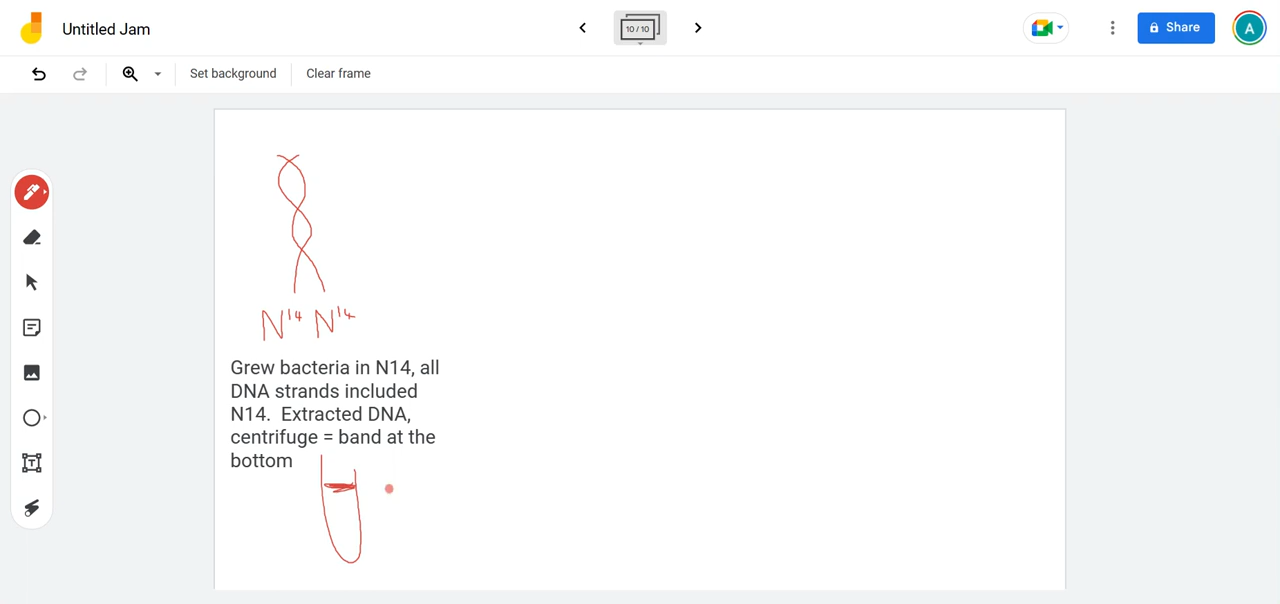 Untitled Jam
10 / 10
Share
A
Set background
Clear frame
N14 N14
Grew bacteria in N14, all
DNA strands included
N14. Extracted DNA,
centrifuge = band at the
bottom